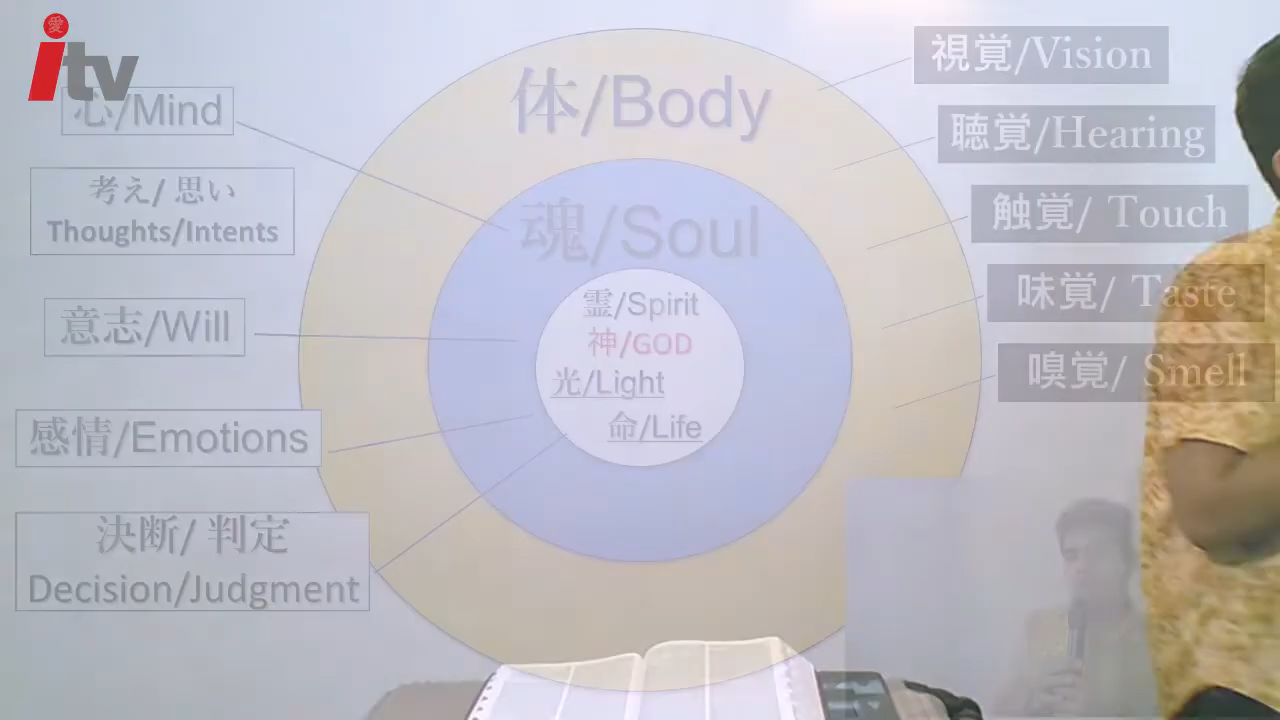 愛
itv
心/Mind
考え/ 思い
Thoughts/Intents
意志/Will
感情/Emotions
決断/ 判定
Decision/Judgment
体/Body
魂/Soul
霊/Spirit
神/GOD
光/Light
命/Life
視覚/Vision
聴覚/Hearing
触覚/ Touch
味覚/ Taste
嗅覚/ Smell